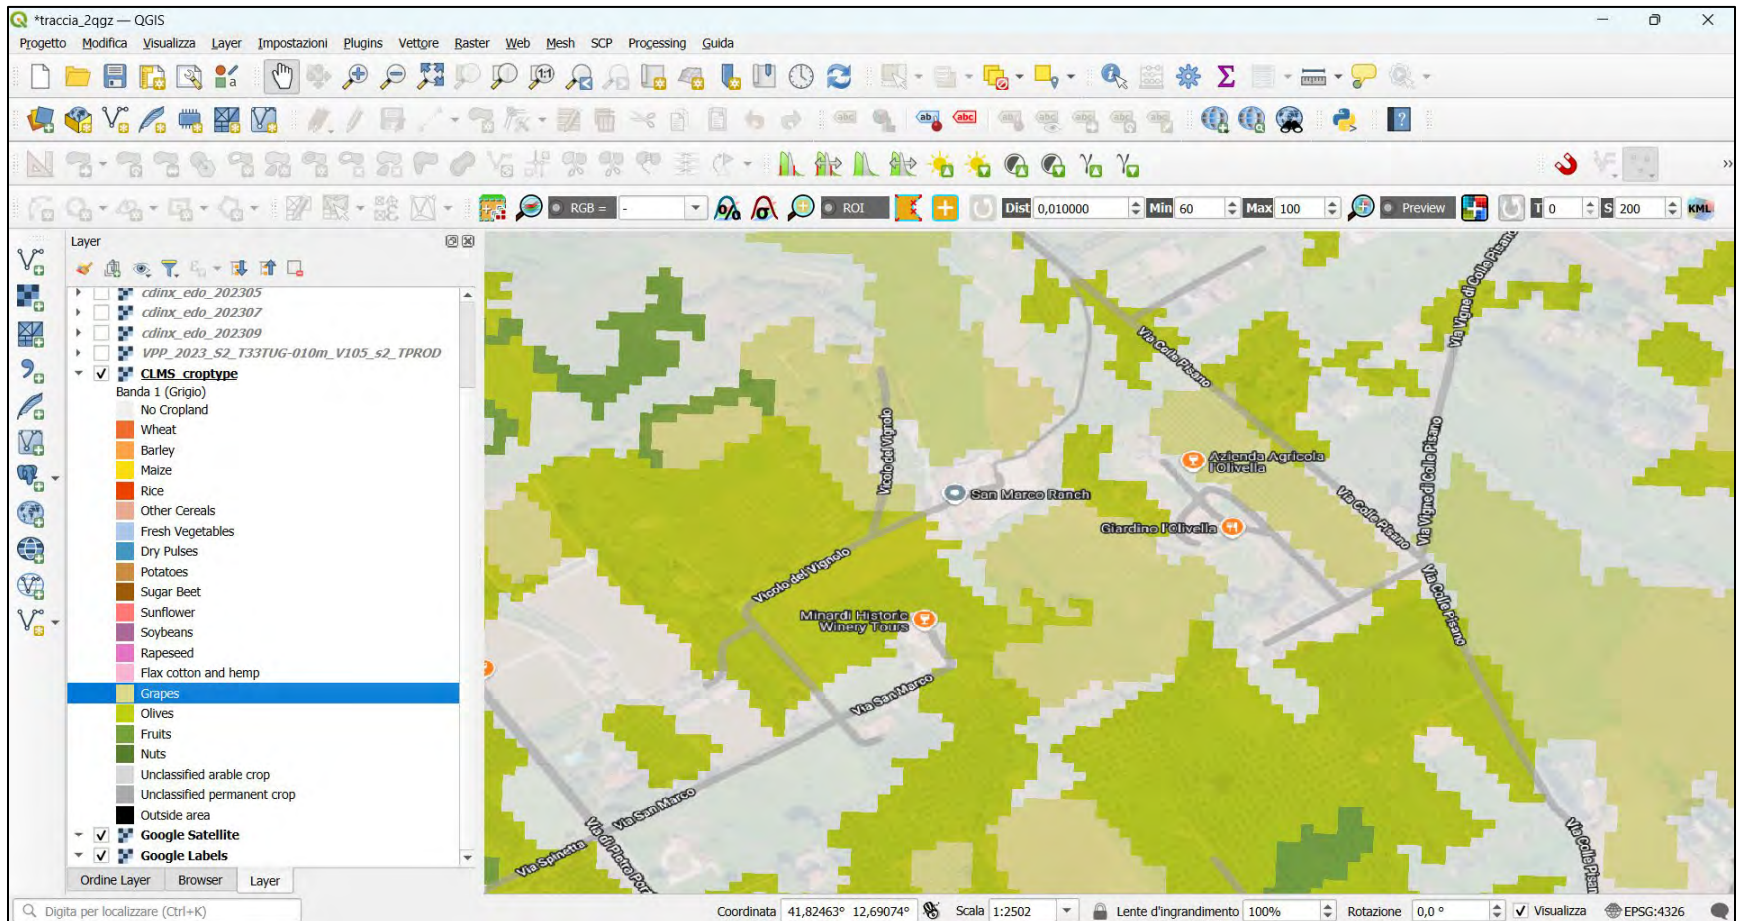 *traccia_2qgz — QGIS
Progetto Modifica Visualizza Layer Impostazioni Plugins Vettore Raster Web Mesh SCP Processing Guida
RGB = - ROI Dist 0,010000 Min 60 Max 100 Preview T 0 S 200 KML
Layer
cdinx_edo_202305
cdinx_edo_202307
cdinx_edo_202309
VPP_2023_S2_T33TUG-010m_V105_s2_TPROD
CLMS_croptype
Banda 1 (Grigio)
No Cropland
Wheat
Barley
Maize
Rice
Other Cereals
Fresh Vegetables
Dry Pulses
Potatoes
Sugar Beet
Sunflower
Soybeans
Rapeseed
Flax cotton and hemp
Grapes
Olives
Fruits
Nuts
Unclassified arable crop
Unclassified permanent crop
Outside area
Google Satellite
Google Labels
Ordine Layer Browser Layer
Via Vigne di Colle Pisano
Via Colle Pisano
Vicolo del Vignolo
Via Vigne di Colle Pisano
Azienda Agricola
l'Olivella
San Marco Ranch
Via Colle Pisano
Giardino l'Olivella
Vicolo del Vignolo
Via Colle Pisano
Minardi Historic
Winery Tours
Via San Marco
Via San Marco
Via Spinetta
Via di Pietra Porz
Via Colle Pisan
Digita per localizzare (Ctrl+K) Coordinata 41,82463° 12,69074° Scala 1:2502 Lente d'ingrandimento 100% Rotazione 0,0 ° Visualizza EPSG:4326